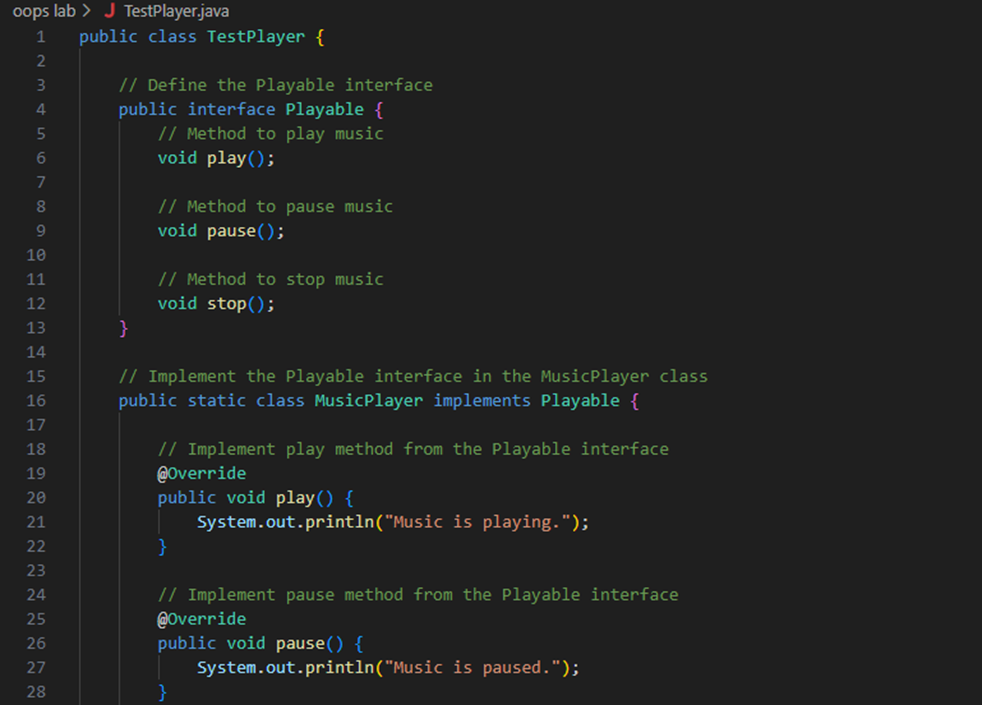 oops lab > J TestPlayer.java
1 public class TestPlayer {
2
3     // Define the Playable interface
4     public interface Playable {
5         // Method to play music
6         void play();
7
8         // Method to pause music
9         void pause();
10
11         // Method to stop music
12         void stop();
13     }
14
15     // Implement the Playable interface in the MusicPlayer class
16     public static class MusicPlayer implements Playable {
17
18         // Implement play method from the Playable interface
19         @Override
20         public void play() {
21             System.out.println("Music is playing.");
22         }
23
24         // Implement pause method from the Playable interface
25         @Override
26         public void pause() {
27             System.out.println("Music is paused.");
28         }